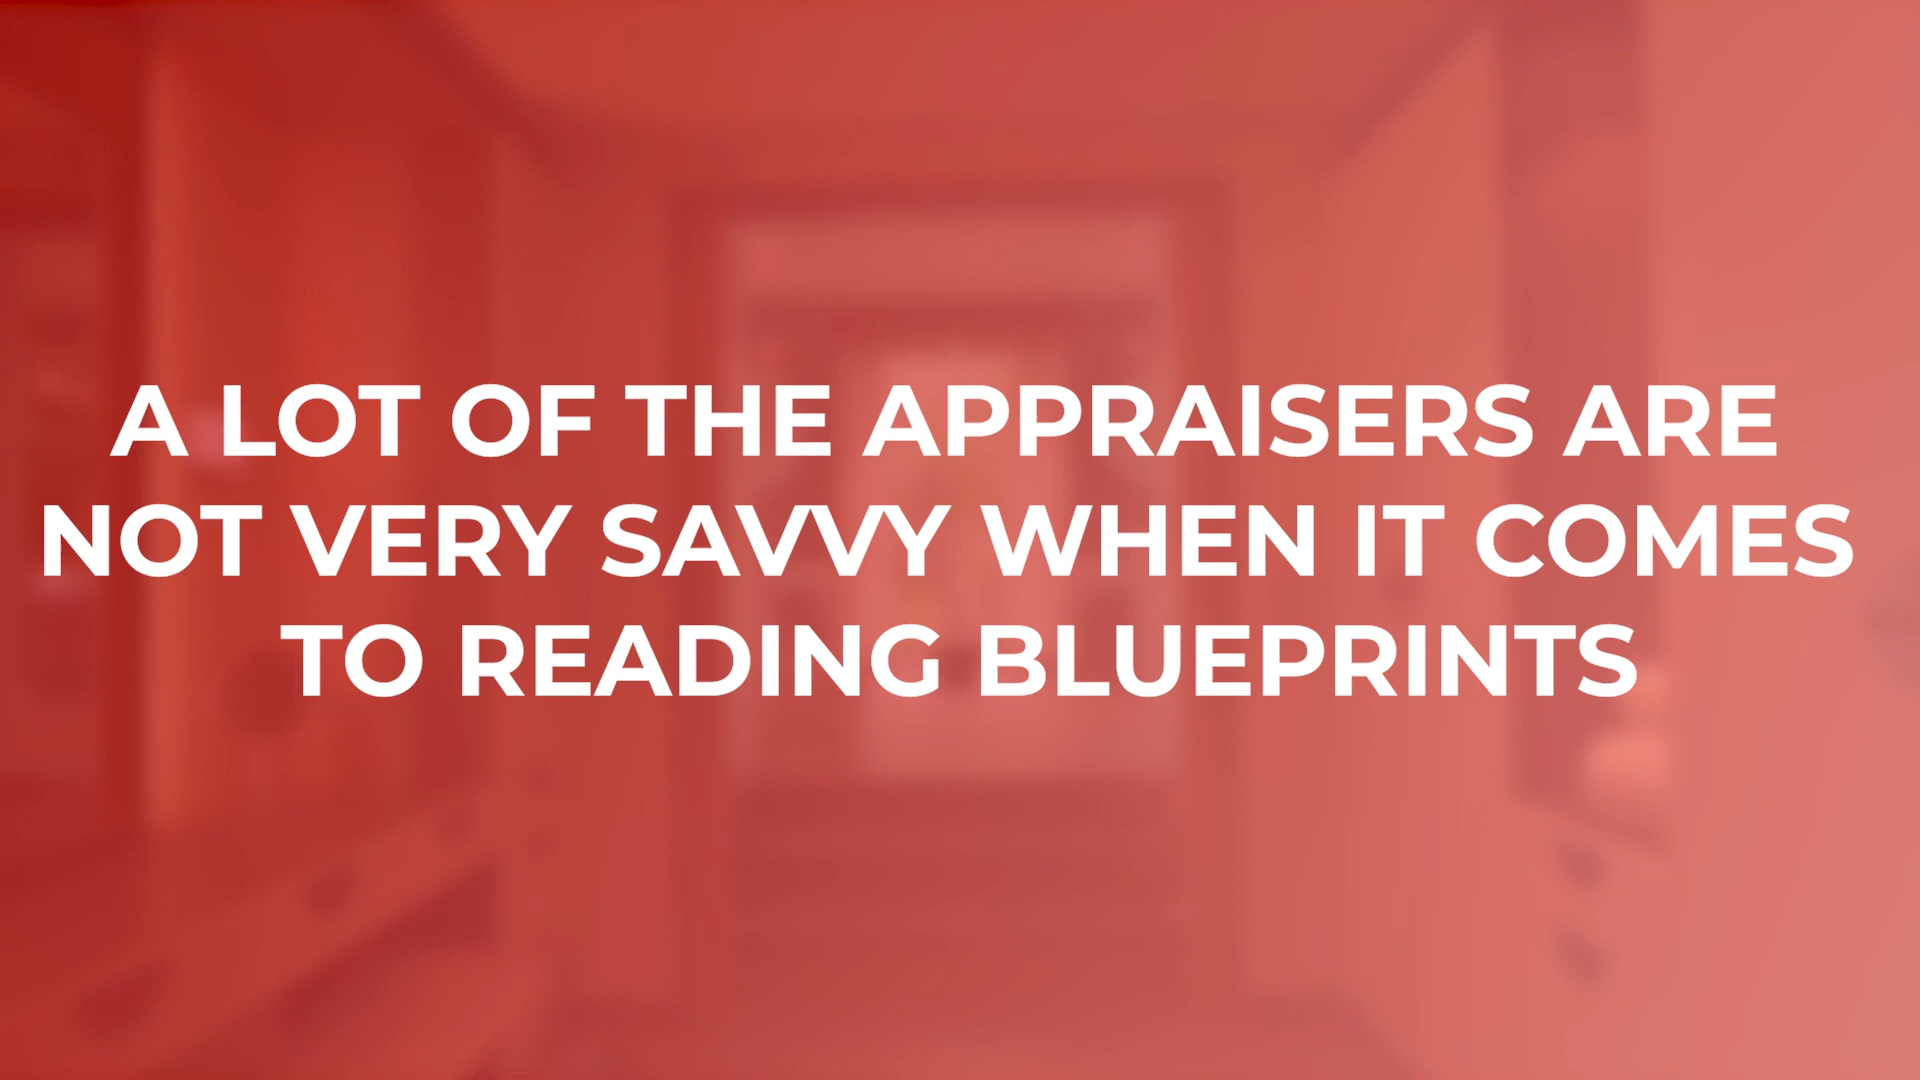 A LOT OF THE APPRAISERS ARE
NOT VERY SAVVY WHEN IT COMES
TO READING BLUEPRINTS